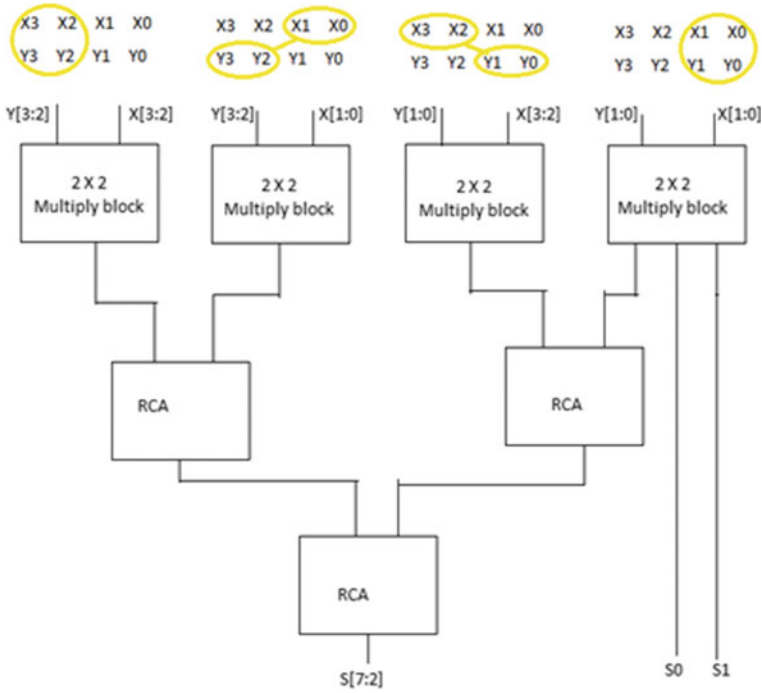 X3 X2 X1 X0 X3 X2 X1 X0 X3 X2 X1 X0 X3 X2 X1 X0
Y3 Y2 Y1 Y0 Y3 Y2 Y1 Y0 Y3 Y2 Y1 Y0 Y3 Y2 Y1 Y0
Y[3:2] X[3:2] Y[3:2] X[1:0] Y[1:0] X[3:2] Y[1:0] X[1:0]
2 X 2 2 X 2 2 X 2 2 X 2
Multiply block Multiply block Multiply block Multiply block
RCA RCA
RCA
S[7:2] S0 S1